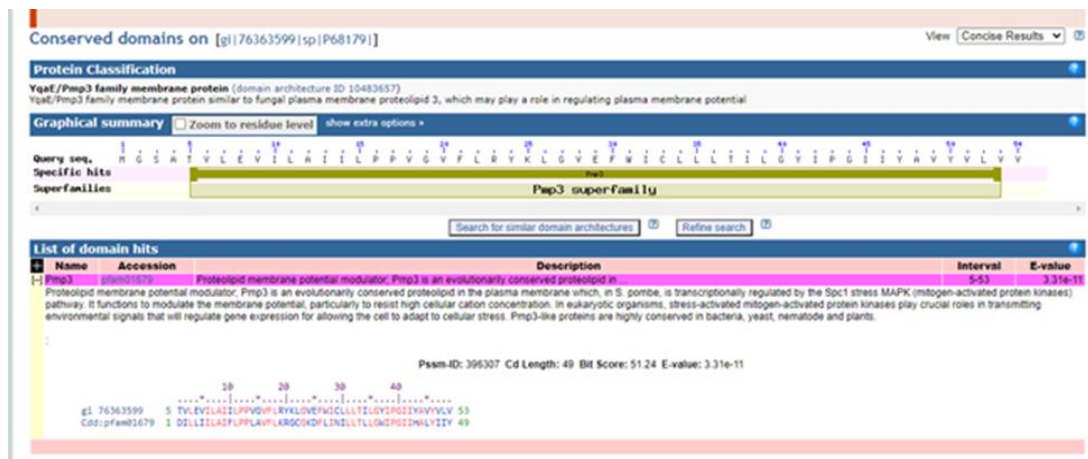 Conserved domains on [gi|76363599|sp|P68179|]
View Concise Results
Protein Classification
YqaE/Pmp3 family membrane protein (domain architecture ID 10483657)
YqaE/Pmp3 family membrane protein similar to fungal plasma membrane proteolipid 3, which may play a role in regulating plasma membrane potential
Graphical summary Zoom to residue level show extra options »
Query seq. M G S A T V L E V I L A I I L P P V G V F L R Y K L G V E F W I C L L L T I L G Y I P G I I Y A V Y V L V
Specific hits Pmp3
Superfamilies Pmp3 superfamily
Search for similar domain architectures Refine search
List of domain hits
Name Accession Description Interval E-value
Pmp3 pfam01679 Proteolipid membrane potential modulator; Pmp3 is an evolutionarily conserved proteolipid in ... 5-53 3.31e-11
Proteolipid membrane potential modulator; Pmp3 is an evolutionarily conserved proteolipid in the plasma membrane which, in S. pombe, is transcriptionally regulated by the Spc1 stress MAPK (mitogen-activated protein kinases)
pathway. It functions to modulate the membrane potential, particularly to resist high cellular cation concentration. In eukaryotic organisms, stress-activated mitogen-activated protein kinases play crucial roles in transmitting
environmental signals that will regulate gene expression for allowing the cell to adapt to cellular stress. Pmp3-like proteins are highly conserved in bacteria, yeast, nematode and plants.
Pssm-ID: 396307 Cd Length: 49 Bit Score: 51.24 E-value: 3.31e-11
10 20 30 40
....*....|....*....|....*....|....*....|....*....
gi 76363599 5 TVLEVILAIILPPVGVFLRYKLGVEFWICLLLTILGYIPGIIYAVYVLV 53
Cdd:pfam01679 1 DILLIILAIFLPPLAVFLKRGCGKDFLINILLTLLGWIPGIIHALYIIY 49